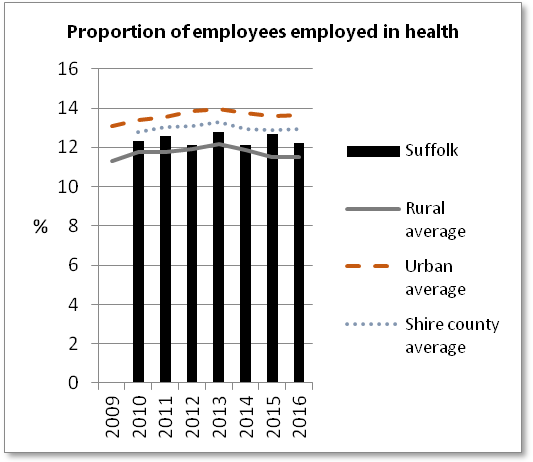 Proportion of employees employed in health
16
14
12
10
8
6
4
2
0
%
2009
2010
2011
2012
2013
2014
2015
2016
Suffolk
Rural
average
Urban
average
Shire county
average